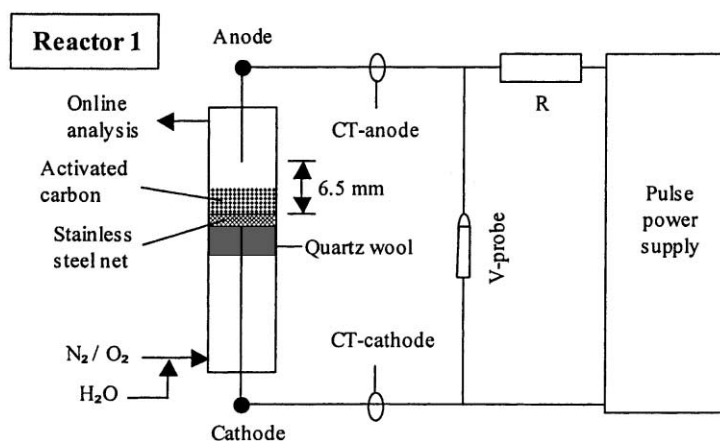 Reactor 1
Anode
Online
analysis
CT-anode
R
Activated
carbon
6.5 mm
Stainless
steel net
Quartz wool
V-probe
Pulse
power
supply
N₂ / O₂
H₂O
CT-cathode
Cathode